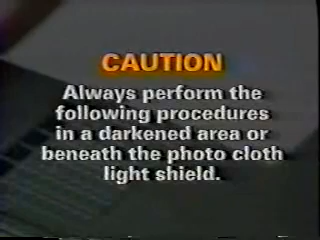 CAUTION
Always perform the
following procedures
in a darkened area or
beneath the photo cloth
light shield.